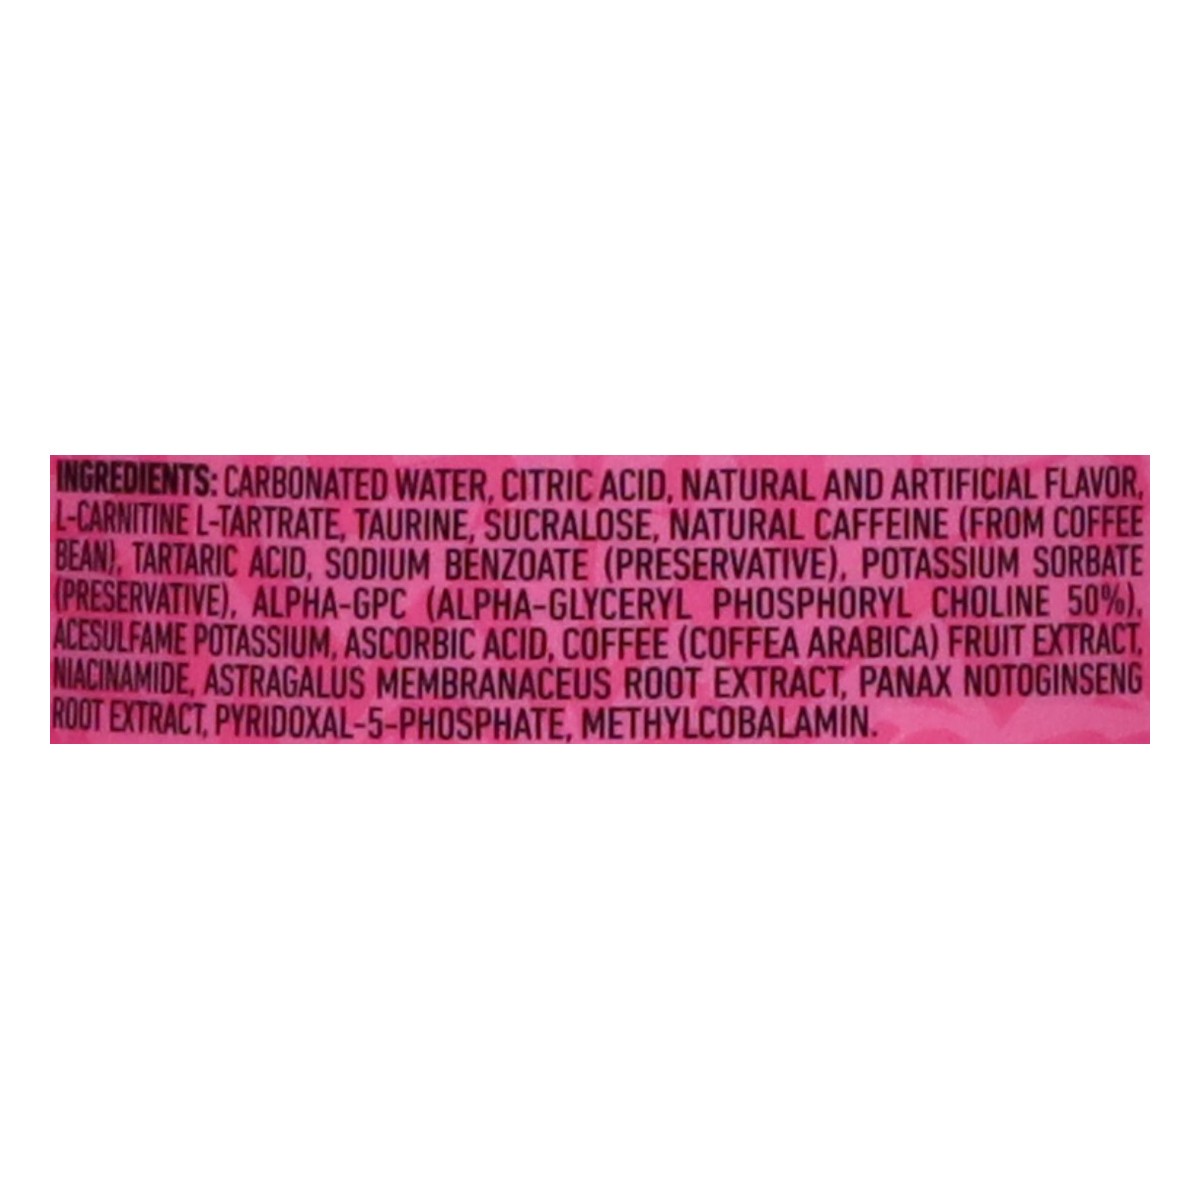 INGREDIENTS: CARBONATED WATER, CITRIC ACID, NATURAL AND ARTIFICIAL FLAVOR,
L-CARNITINE L-TARTRATE, TAURINE, SUCRALOSE, NATURAL CAFFEINE (FROM COFFEE
BEAN), TARTARIC ACID, SODIUM BENZOATE (PRESERVATIVE), POTASSIUM SORBATE
(PRESERVATIVE), ALPHA-GPC (ALPHA-GLYCERYL PHOSPHORYL CHOLINE 50%),
ACESULFAME POTASSIUM, ASCORBIC ACID, COFFEE (COFFEA ARABICA) FRUIT EXTRACT,
NIACINAMIDE, ASTRAGALUS MEMBRANACEUS ROOT EXTRACT, PANAX NOTOGINSENG
ROOT EXTRACT, PYRIDOXAL-5-PHOSPHATE, METHYLCOBALAMIN.